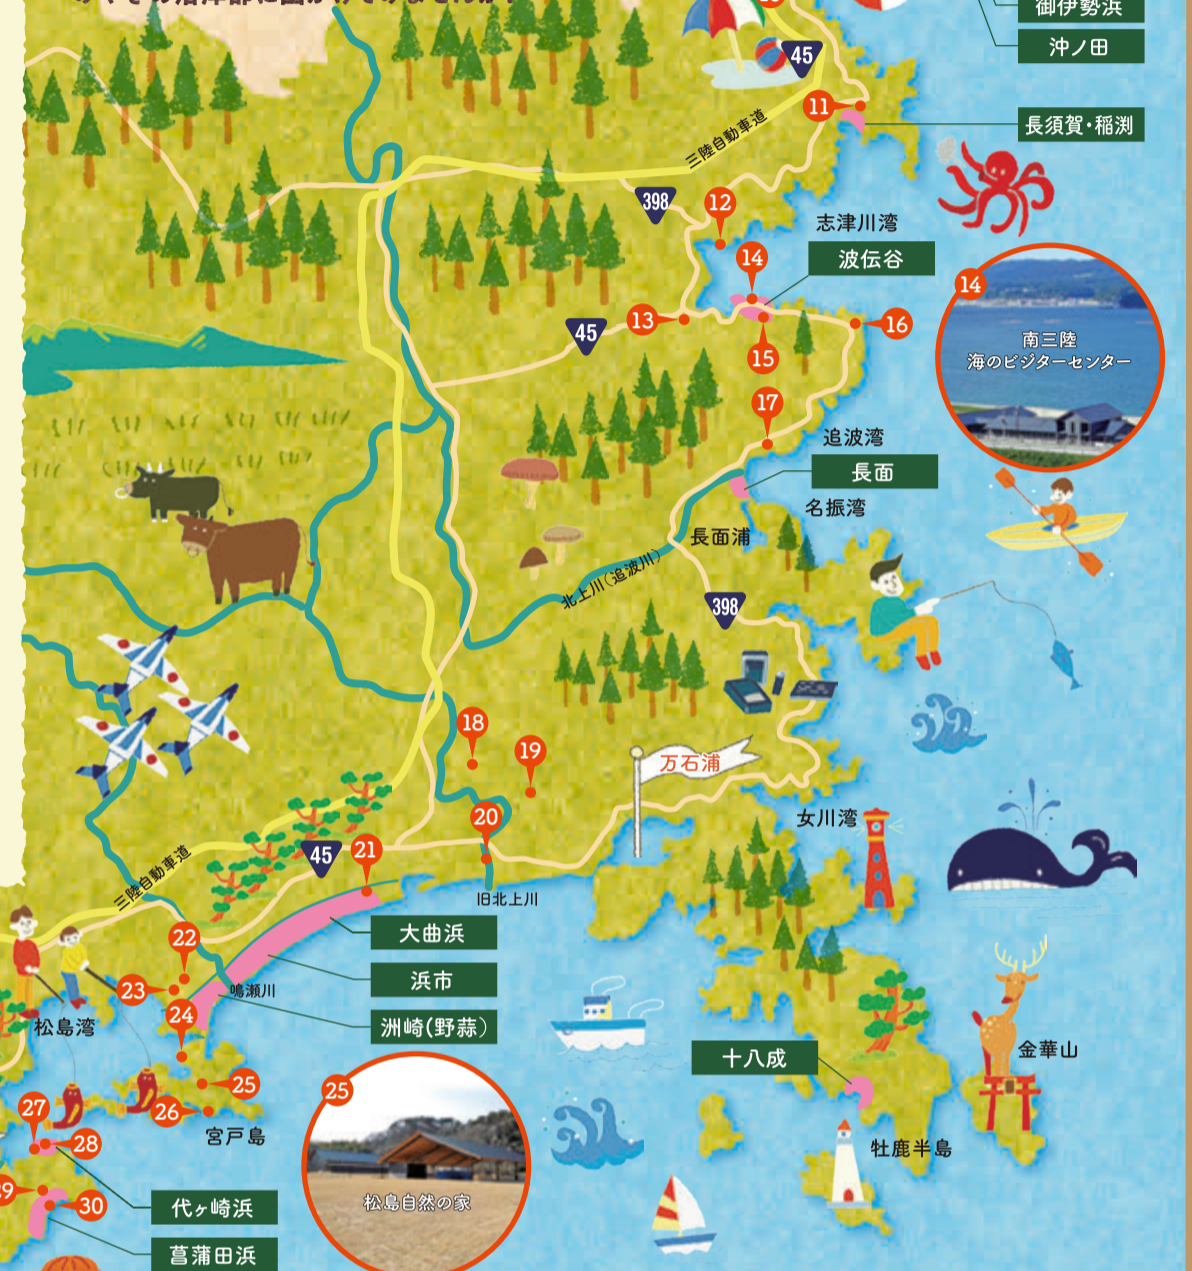 御伊勢浜
沖ノ田
45
11
長須賀・稲渕
三陸自動車道
398
12
志津川湾
14
波伝谷
14
13
16
45
15
南三陸
海のビジターセンター
17
追波湾
長面
名振湾
長面浦
北上川（追波川）
398
18
19
万石浦
20
女川湾
45
21
三陸自動車道
旧北上川
大曲浜
22
浜市
23
鳴瀬川
24
洲崎(野蒜)
松島湾
金華山
十八成
25
25
27
26
宮戸島
28
牡鹿半島
30
代ヶ崎浜
松島自然の家
菖蒲田浜